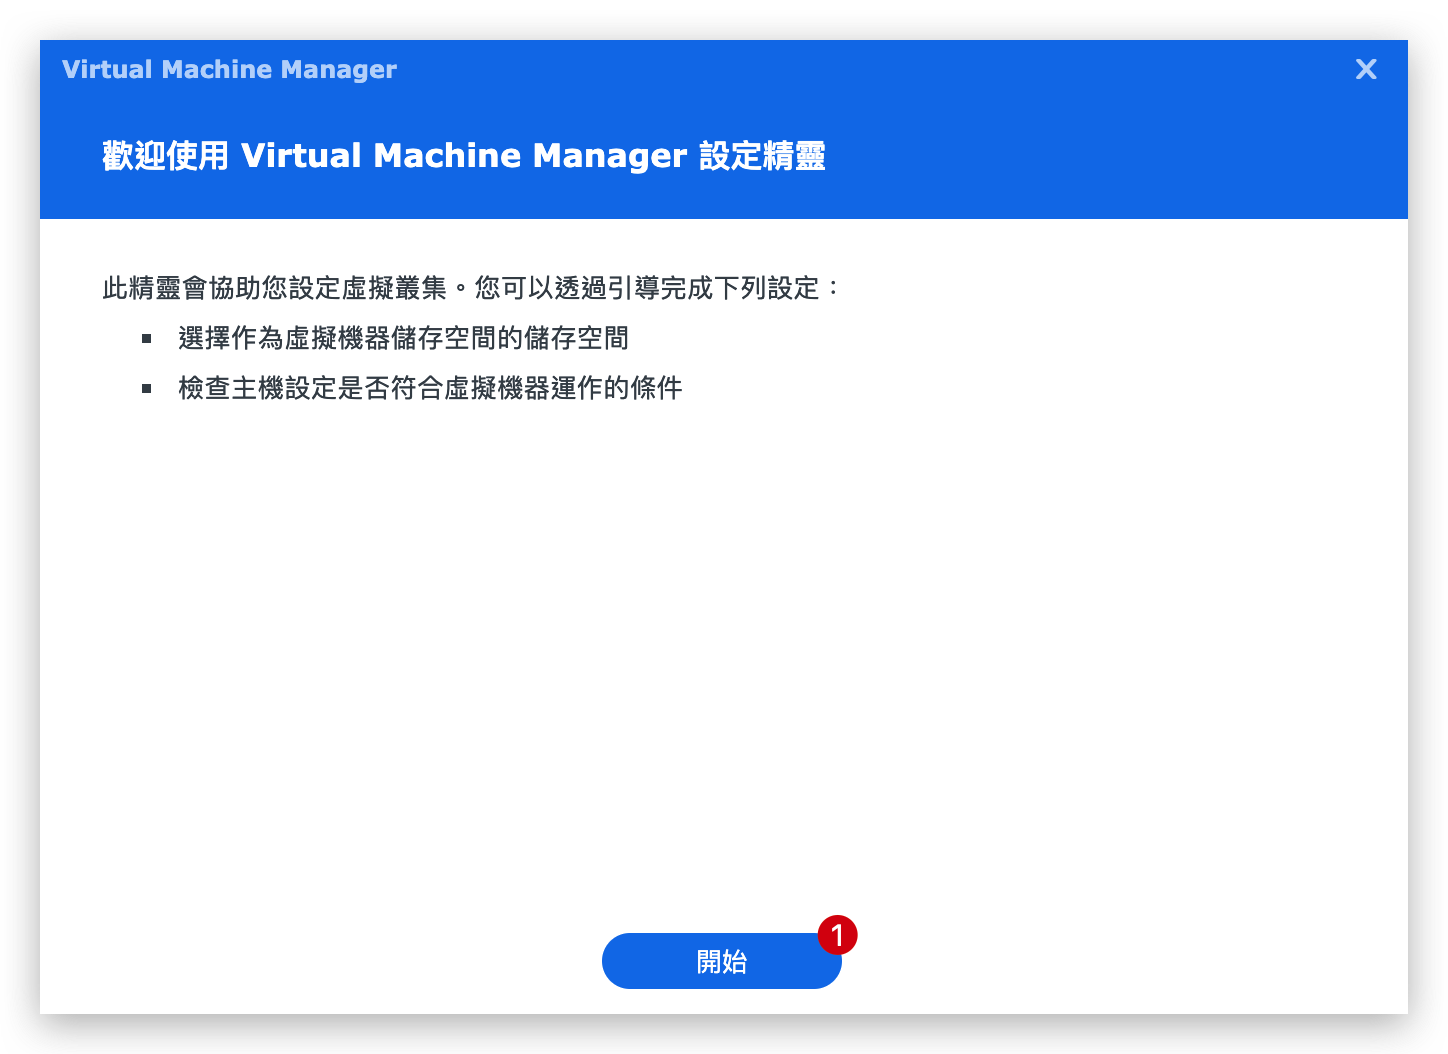 Virtual Machine Manager
歡迎使用 Virtual Machine Manager 設定精靈
此精靈會協助您設定虛擬叢集。您可以透過引導完成下列設定：
選擇作為虛擬機器儲存空間的儲存空間
檢查主機設定是否符合虛擬機器運作的條件
1
開始